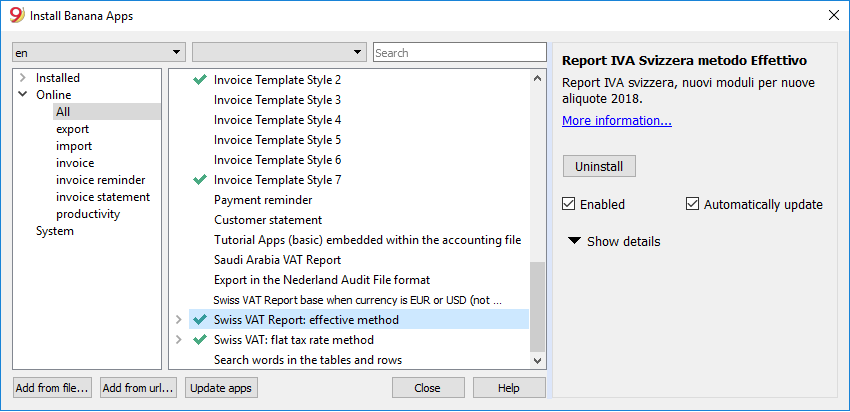 Install Banana Apps
en
Search
Installed
Online
All
export
import
invoice
invoice reminder
invoice statement
productivity
System
Invoice Template Style 2
Invoice Template Style 3
Invoice Template Style 4
Invoice Template Style 5
Invoice Template Style 6
Invoice Template Style 7
Payment reminder
Customer statement
Tutorial Apps (basic) embedded within the accounting file
Saudi Arabia VAT Report
Export in the Nederland Audit File format
Swiss VAT Report base when currency is EUR or USD (not ...
Swiss VAT Report: effective method
Swiss VAT: flat tax rate method
Search words in the tables and rows
Report IVA Svizzera metodo Effettivo
Report IVA svizzera, nuovi moduli per nuove
aliquote 2018.
More information...
Uninstall
Enabled
Automatically update
Show details
Add from file...
Add from url...
Update apps
Close
Help